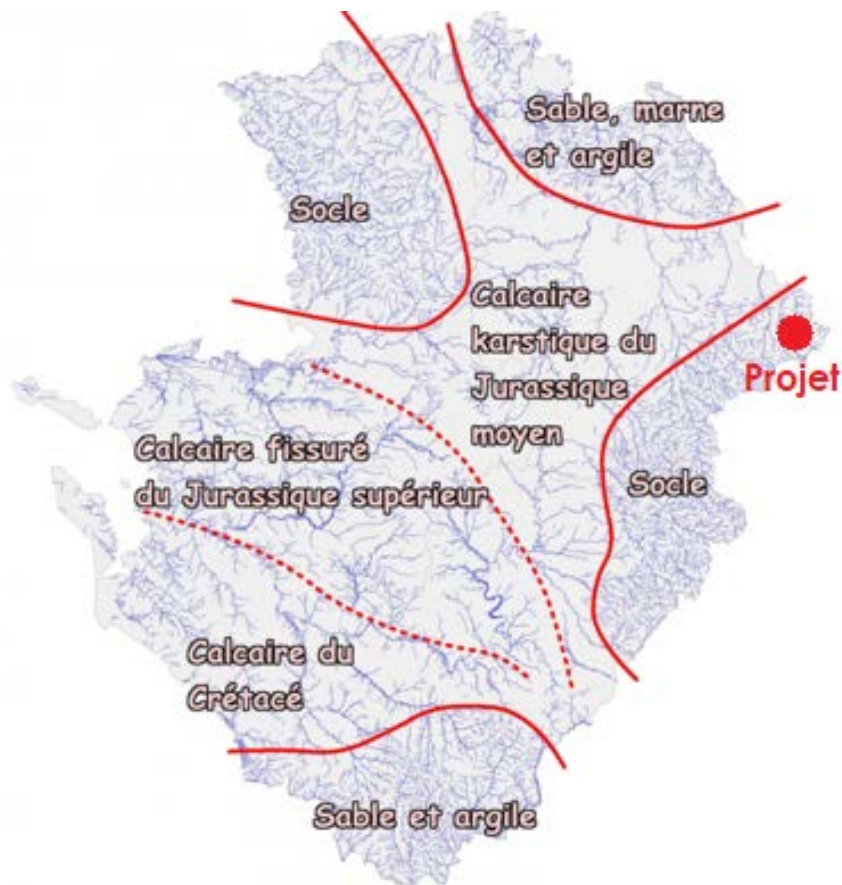 Sable, marne
et argile
Socle
Calcaire
karstique du
Jurassique
moyen
Projet
Calcaire fissuré
du Jurassique supérieur
Socle
Calcaire du
Crétacé
Sable et argile